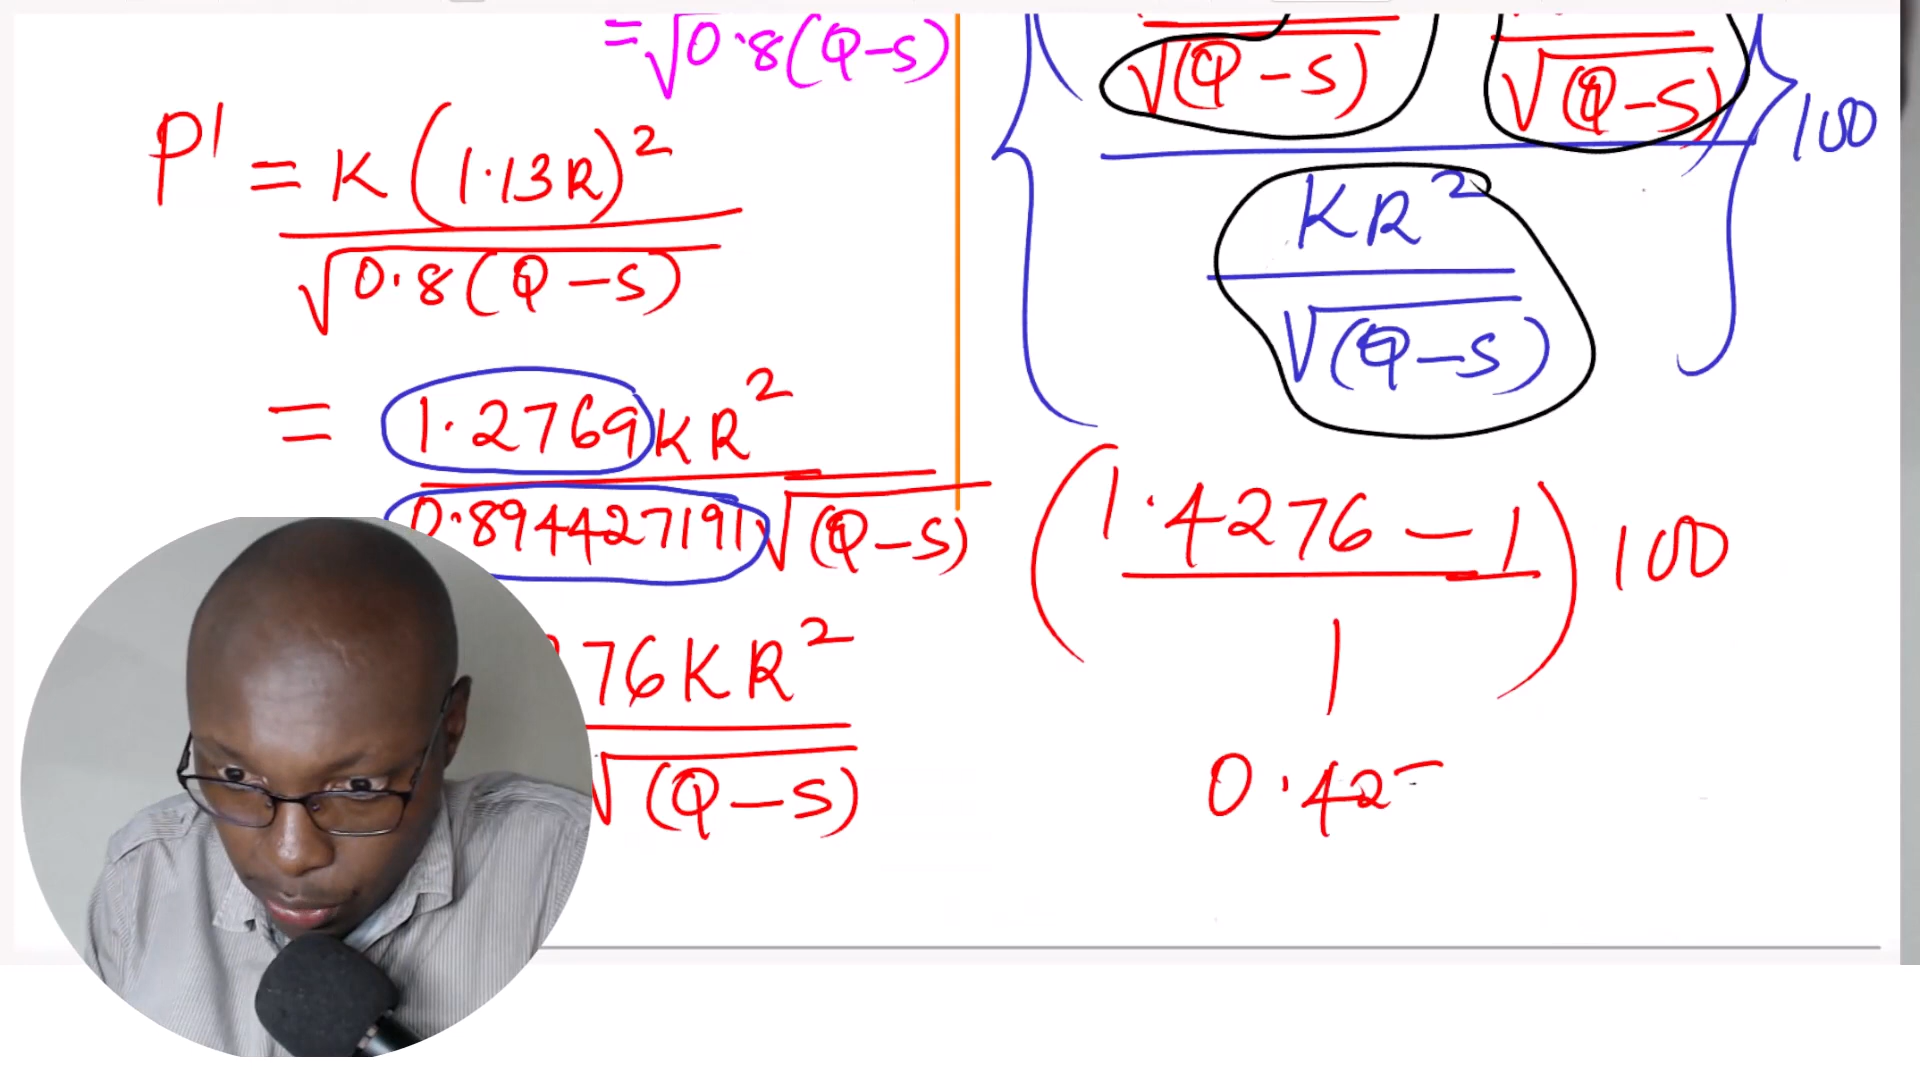 = √0.8(Q-S)
P' = K(1.13R)²
√0.8(Q-S)
= 1.2769KR²
0.894427191√(Q-S)
76KR²
√(Q-S)
√(Q-S) √(Q-S)
100
KR²
√(Q-S)
(1.4276-1) 100
1
0.42